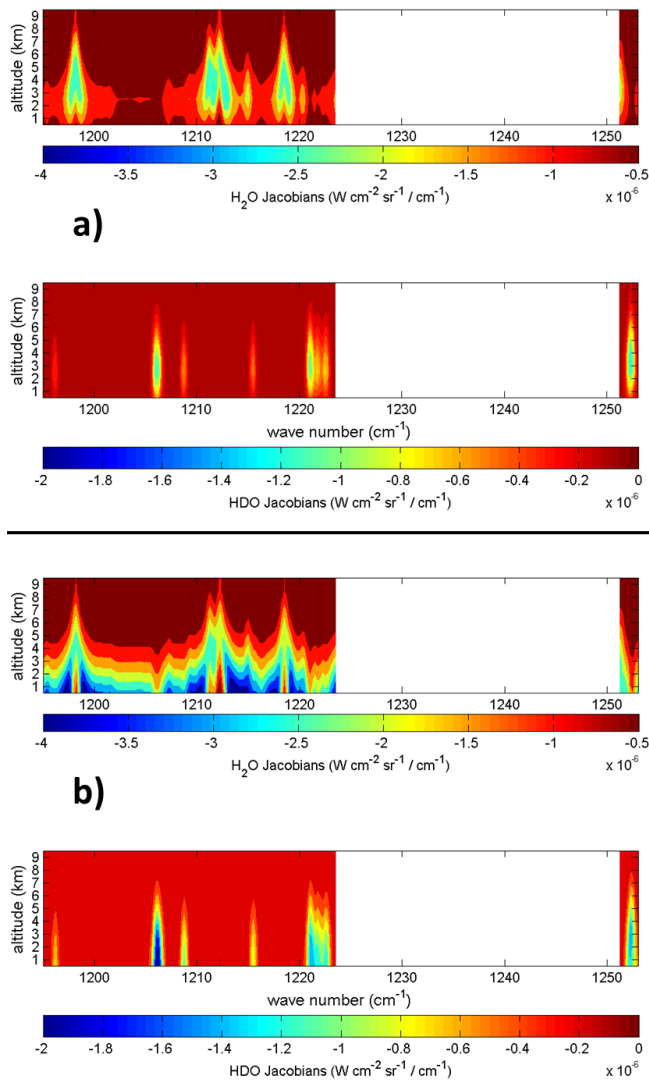 altitude (km)
9
8
7
6
5
4
3
2
1
1200 1210 1220 1230 1240 1250
-4 -3.5 -3 -2.5 -2 -1.5 -1 -0.5
H2O Jacobians (W cm-2 sr-1 / cm-1)
x 10-6
a)
altitude (km)
9
8
7
6
5
4
3
2
1
1200 1210 1220 1230 1240 1250
wave number (cm-1)
-2 -1.8 -1.6 -1.4 -1.2 -1 -0.8 -0.6 -0.4 -0.2 0
HDO Jacobians (W cm-2 sr-1 / cm-1)
x 10-6
altitude (km)
9
8
7
6
5
4
3
2
1
1200 1210 1220 1230 1240 1250
-4 -3.5 -3 -2.5 -2 -1.5 -1 -0.5
H2O Jacobians (W cm-2 sr-1 / cm-1)
x 10-6
b)
altitude (km)
9
8
7
6
5
4
3
2
1
1200 1210 1220 1230 1240 1250
wave number (cm-1)
-2 -1.8 -1.6 -1.4 -1.2 -1 -0.8 -0.6 -0.4 -0.2 0
HDO Jacobians (W cm-2 sr-1 / cm-1)
x 10-6